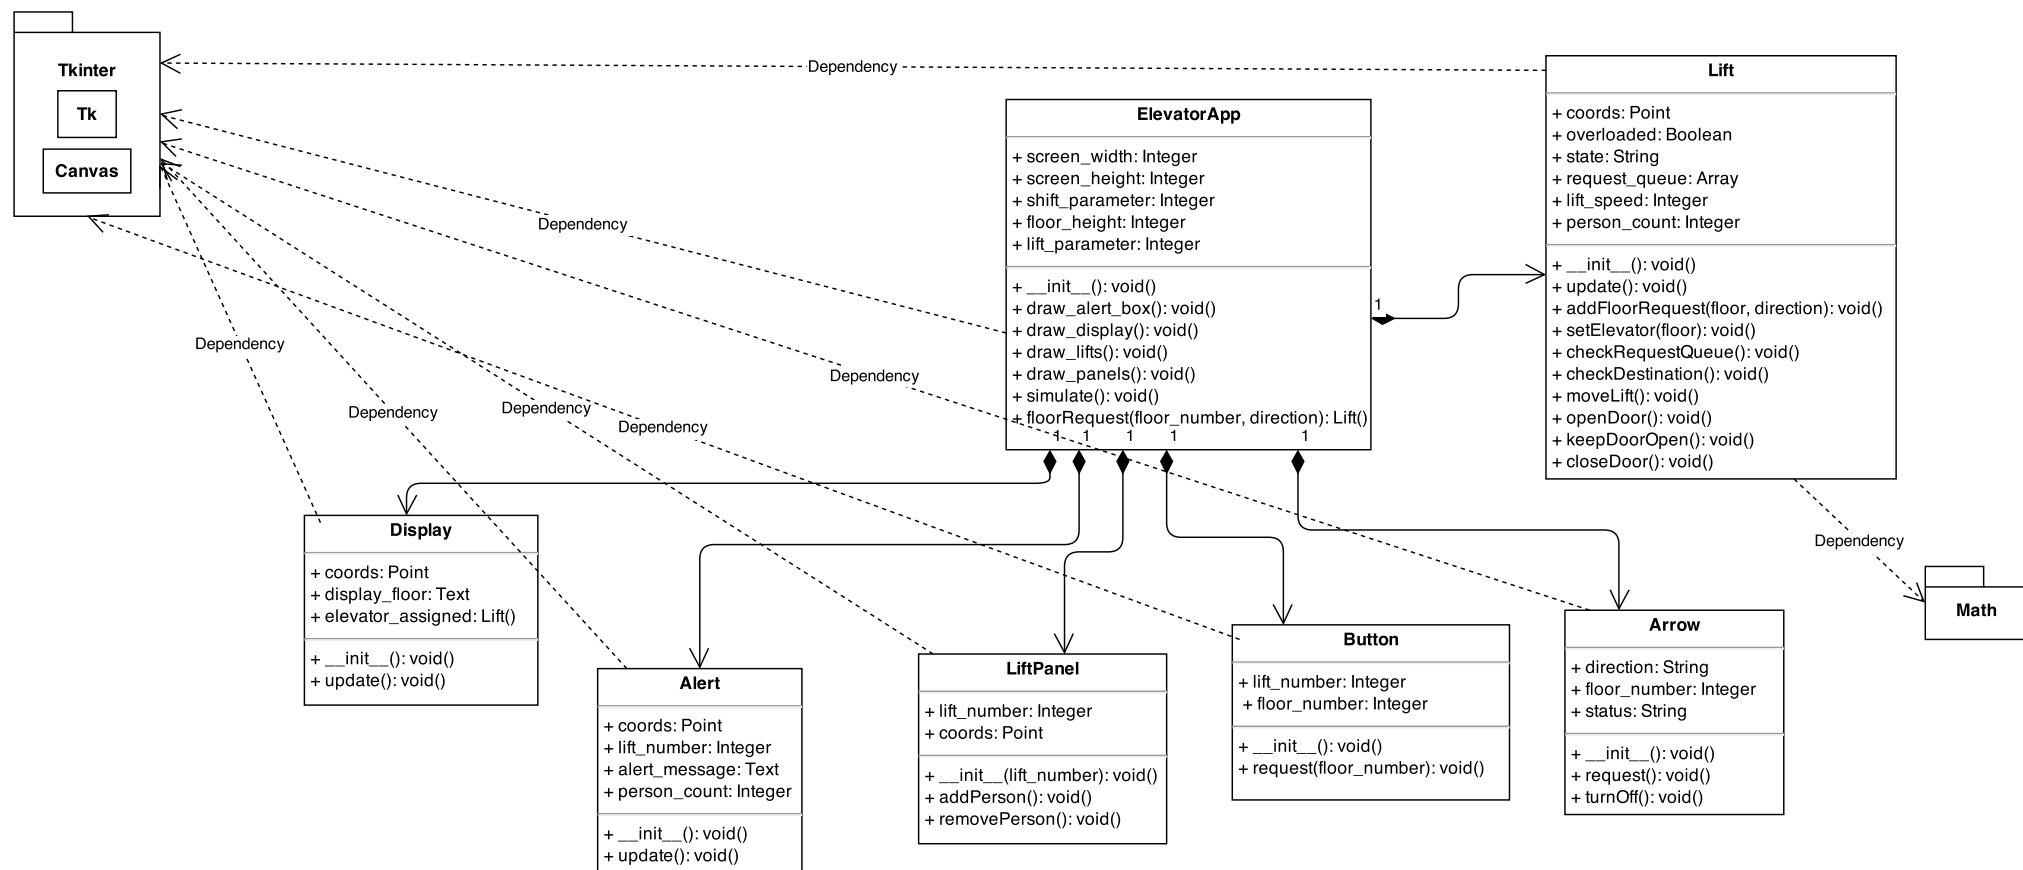 Tkinter
Tk
Canvas
Dependency
Dependency
Dependency
Dependency
Dependency
Dependency
Dependency
Dependency
ElevatorApp
+ screen_width: Integer
+ screen_height: Integer
+ shift_parameter: Integer
+ floor_height: Integer
+ lift_parameter: Integer
+ __init__(): void()
+ draw_alert_box(): void()
+ draw_display(): void()
+ draw_lifts(): void()
+ draw_panels(): void()
+ simulate(): void()
+ floorRequest(floor_number, direction): Lift()
1
1
1
1
1
1
Lift
+ coords: Point
+ overloaded: Boolean
+ state: String
+ request_queue: Array
+ lift_speed: Integer
+ person_count: Integer
+ __init__(): void()
+ update(): void()
+ addFloorRequest(floor, direction): void()
+ setElevator(floor): void()
+ checkRequestQueue(): void()
+ checkDestination(): void()
+ moveLift(): void()
+ openDoor(): void()
+ keepDoorOpen(): void()
+ closeDoor(): void()
Display
+ coords: Point
+ display_floor: Text
+ elevator_assigned: Lift()
+ __init__(): void()
+ update(): void()
Alert
+ coords: Point
+ lift_number: Integer
+ alert_message: Text
+ person_count: Integer
+ __init__(): void()
+ update(): void()
LiftPanel
+ lift_number: Integer
+ coords: Point
+ __init__(lift_number): void()
+ addPerson(): void()
+ removePerson(): void()
Button
+ lift_number: Integer
+ floor_number: Integer
+ __init__(): void()
+ request(floor_number): void()
Arrow
+ direction: String
+ floor_number: Integer
+ status: String
+ __init__(): void()
+ request(): void()
+ turnOff(): void()
Math